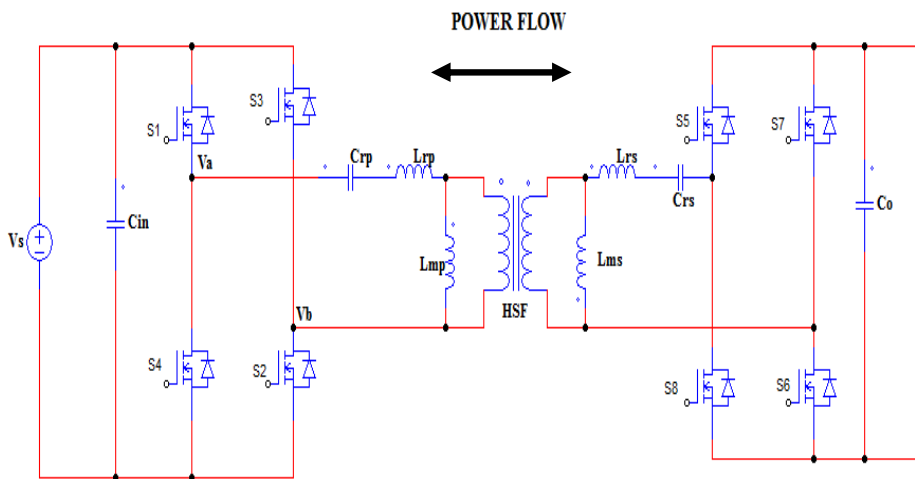 POWER FLOW
S1
S3
S5
S7
Va
Crp
Lrp
Lrs
Crs
Vs
Cin
Co
Lmp
Lms
Vb
HSF
S4
S2
S8
S6